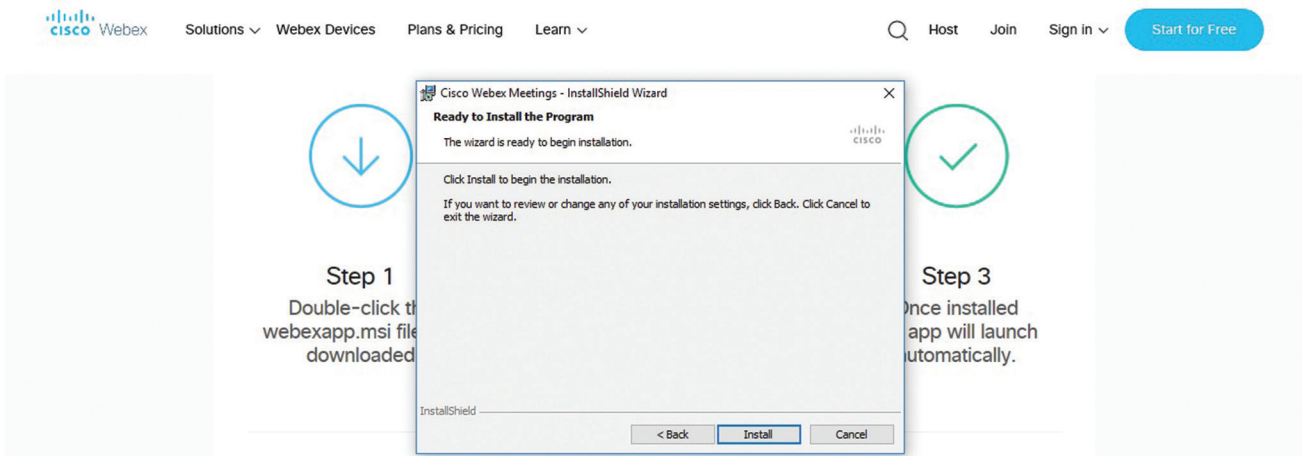 cisco Webex Solutions Webex Devices Plans & Pricing Learn Host Join Sign in Start for Free
Cisco Webex Meetings - InstallShield Wizard
Ready to Install the Program
The wizard is ready to begin installation.
CISCO
Click Install to begin the installation.
If you want to review or change any of your installation settings, click Back. Click Cancel to
exit the wizard.
InstallShield
< Back Install Cancel
Step 1
Double-click
webexapp.msi
downloaded
Step 3
installed
app will launch
automatically.